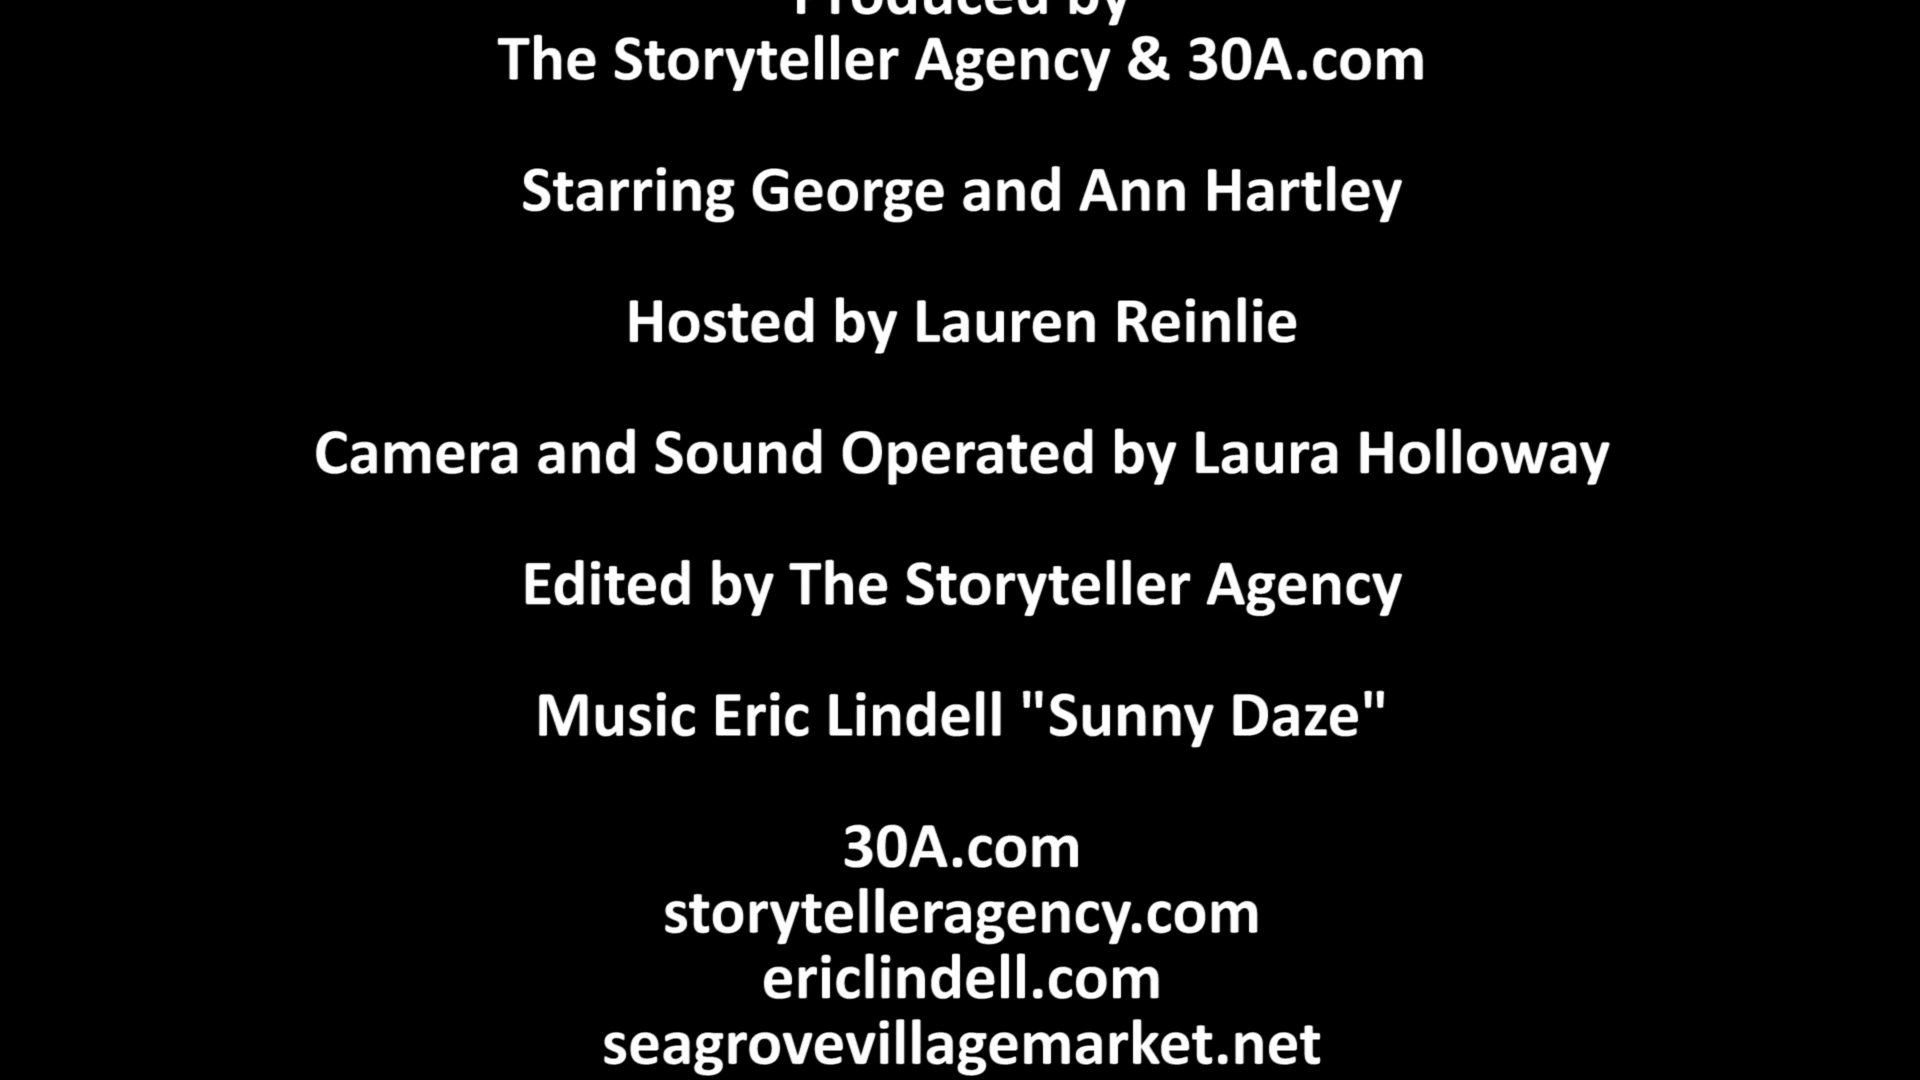 Produced by
The Storyteller Agency & 30A.com
Starring George and Ann Hartley
Hosted by Lauren Reinlie
Camera and Sound Operated by Laura Holloway
Edited by The Storyteller Agency
Music Eric Lindell "Sunny Daze"
30A.com
storytelleragency.com
ericlindell.com
seagrovevillagemarket.net